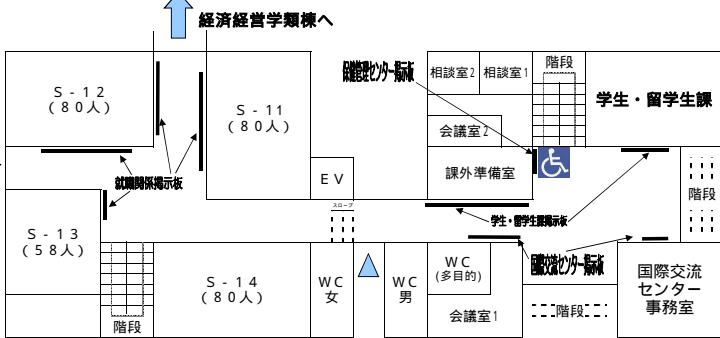 経済経営学類棟へ
S-12
(80人)
S-11
(80人)
保健管理センター掲示板
相談室2
相談室1
階段
学生・留学生課
会議室2
課外準備室
就職関係掲示板
EV
スロープ
階段
学生・留学生課掲示板
S-13
(58人)
S-14
(80人)
WC
女
WC
男
WC
(多目的)
国際交流センター掲示板
国際交流
センター
事務室
階段
会議室1
階段